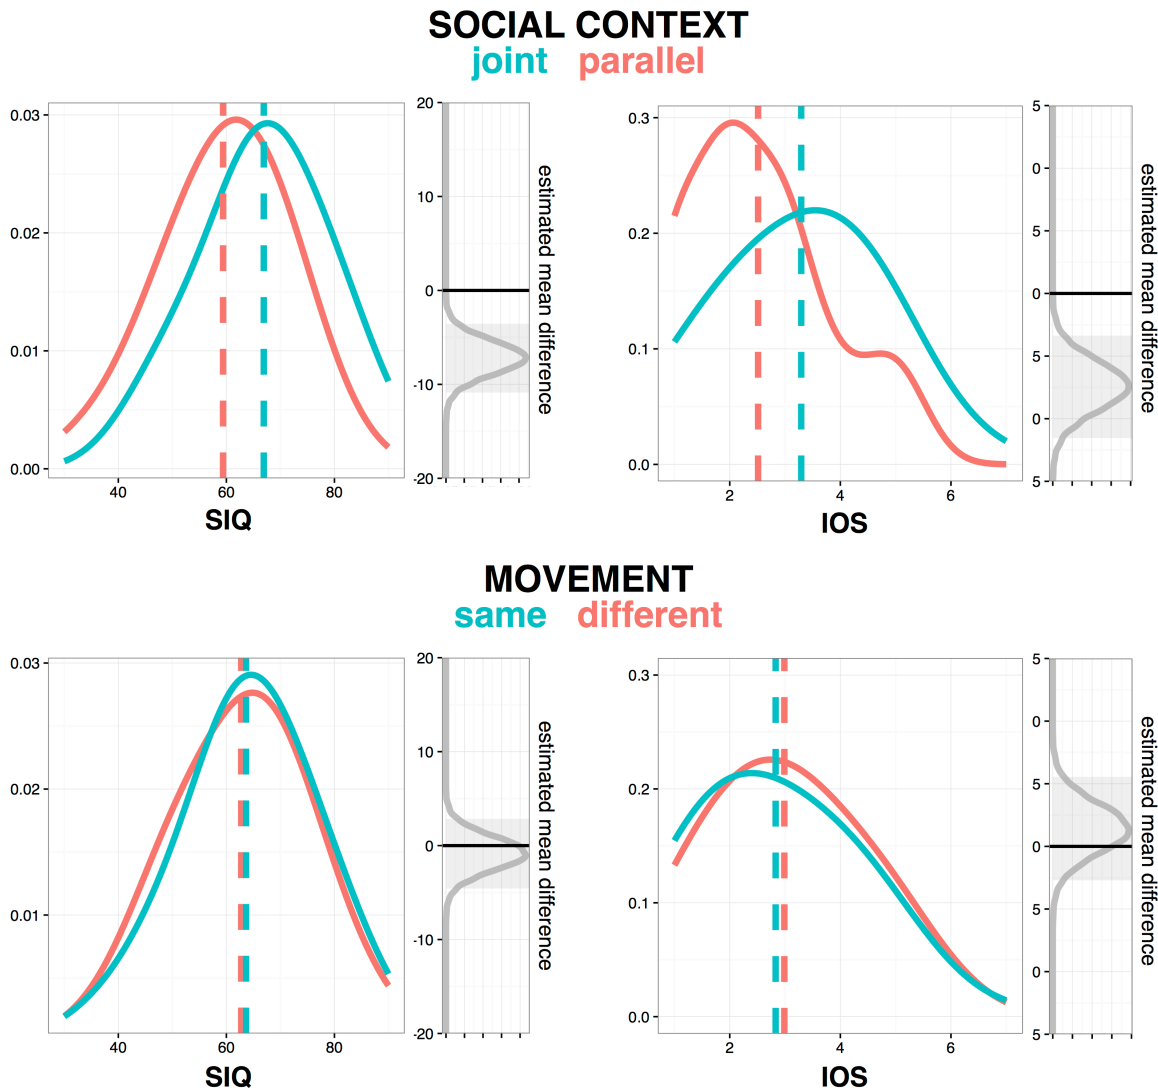 SOCIAL CONTEXT
joint parallel
0.03
0.02
0.01
0.00
40 60 80
SIQ
20
10
0
-10
-20
estimated mean difference
0.3
0.2
0.1
0.0
2 4 6
IOS
5
0
5
0
5
0
5
estimated mean difference
MOVEMENT
same different
0.03
0.02
0.01
40 60 80
SIQ
20
10
0
-10
-20
estimated mean difference
0.3
0.2
0.1
0.0
2 4 6
IOS
5
0
5
0
5
0
5
estimated mean difference